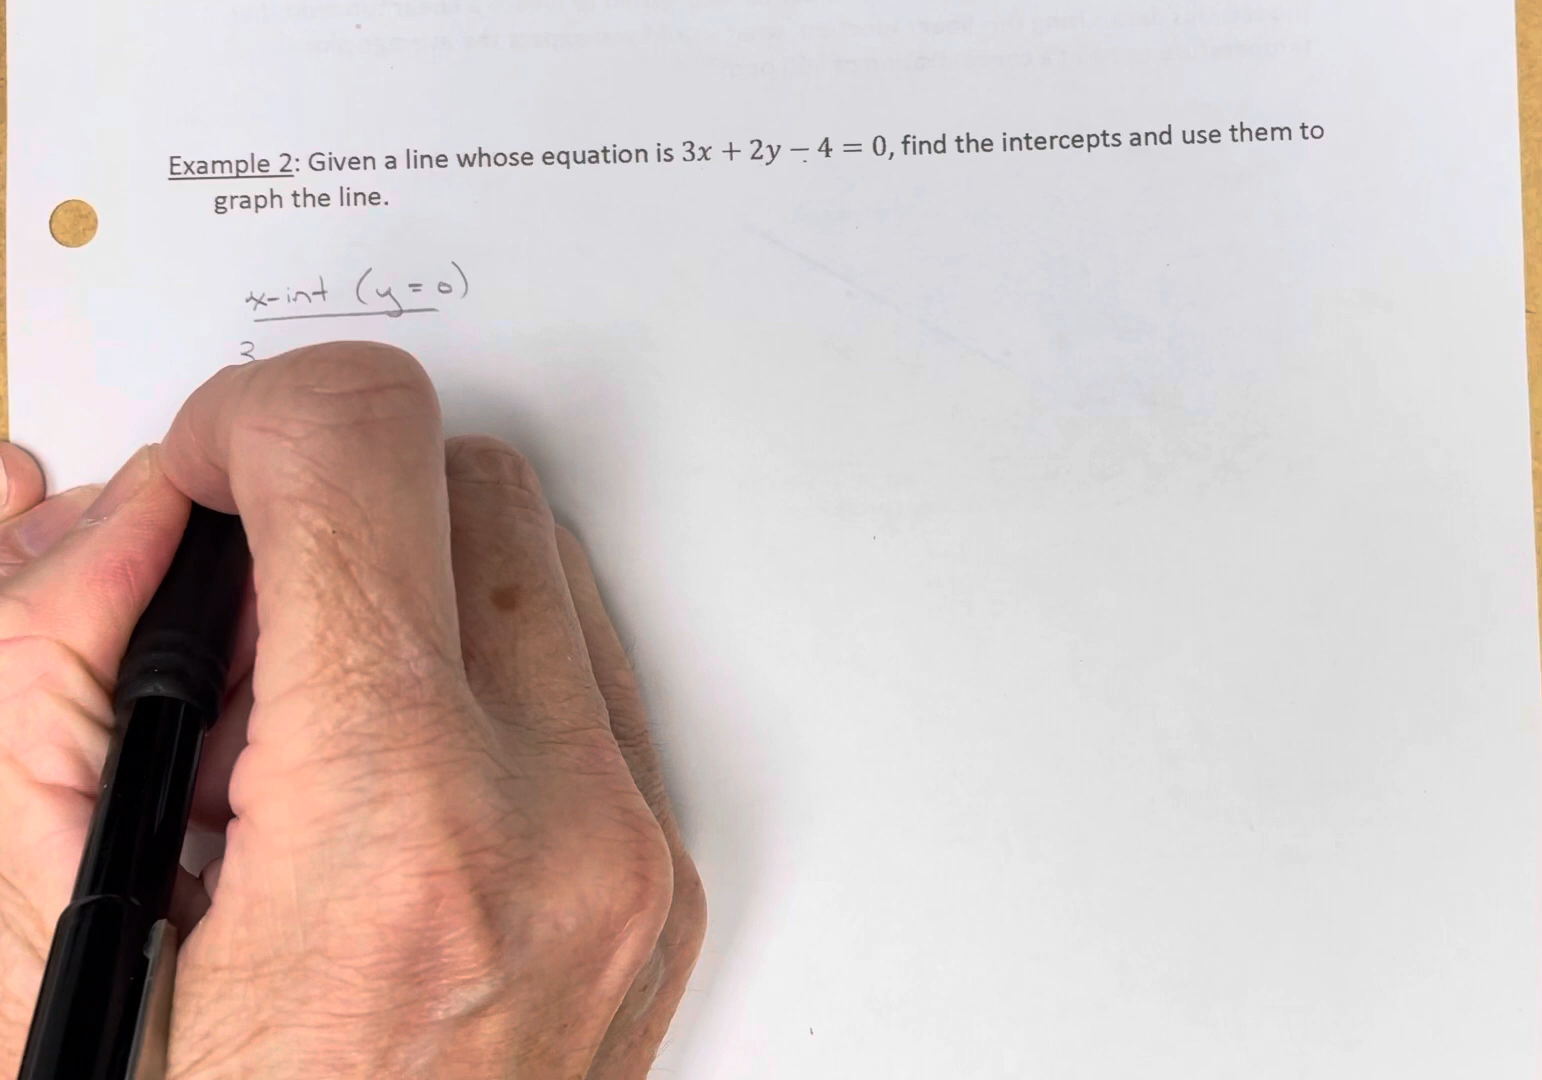 Example 2: Given a line whose equation is 3x + 2y − 4 = 0, find the intercepts and use them to
graph the line.
x-int (y = 0)
3